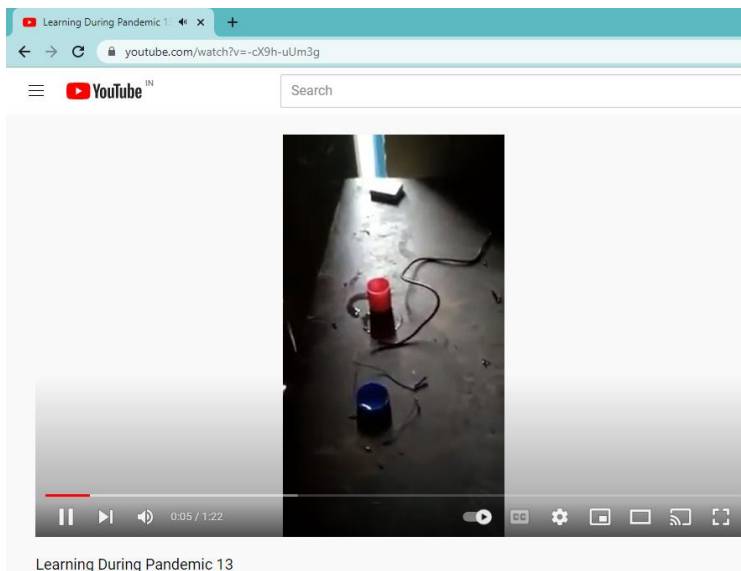 Learning During Pandemic 1
youtube.com/watch?v=-cX9h-uUm3g
YouTube IN
Search
0:05 / 1:22
CC
Learning During Pandemic 13